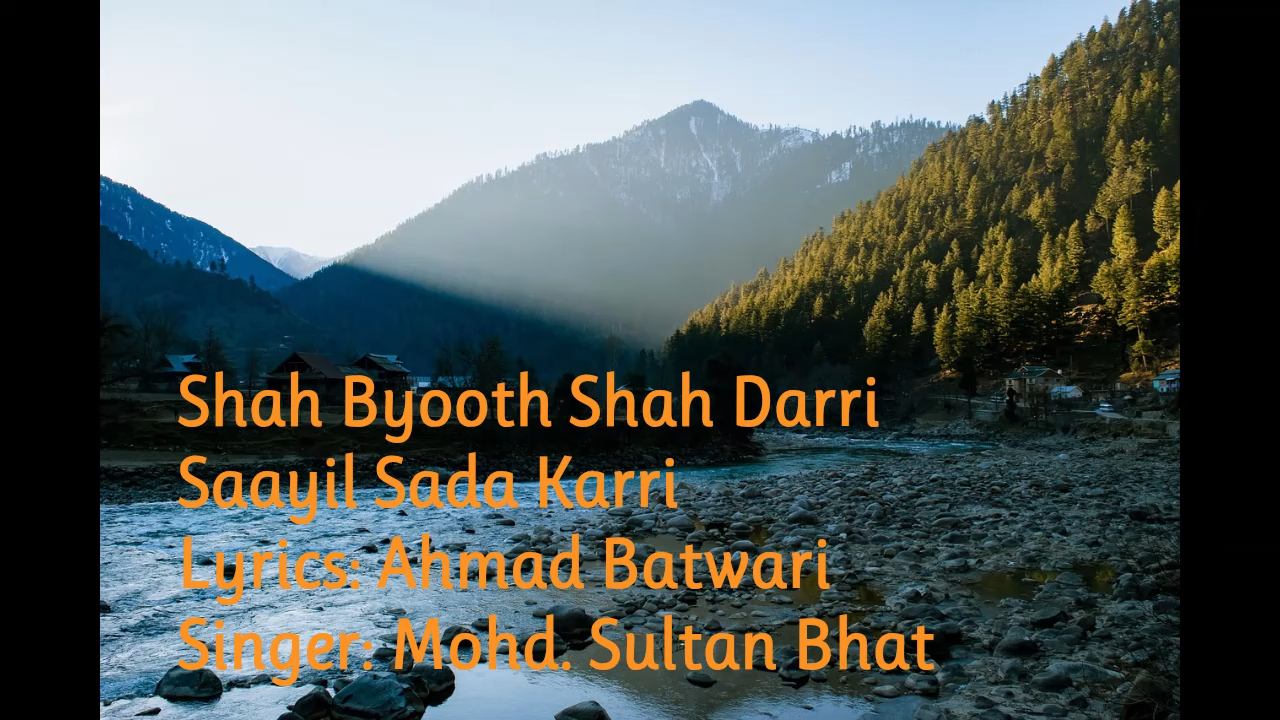 Shah Byooth Shah Darri
Saayil Sada Karri
Lyrics: Ahmad Batwari
Singer: Mohd. Sultan Bhat